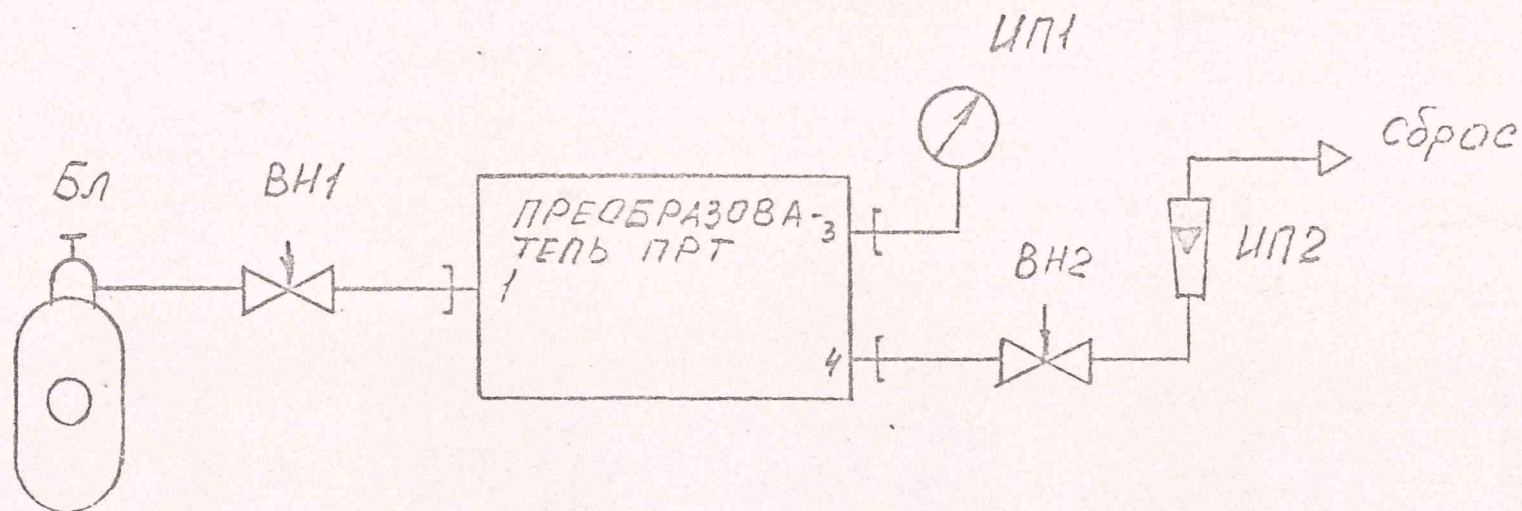 ИП1
Сброс
Бл
ВН1
ПРЕОБРАЗОВА-
ТЕЛЬ ПРТ
3
ВН2
ИП2
1
4